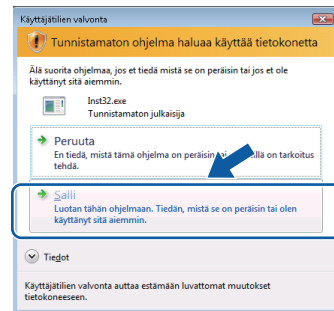 Käyttäjätilien valvonta
Tunnistamaton ohjelma haluaa käyttää tietokonetta
Älä suorita ohjelmaa, jos et tiedä mistä se on peräisin tai jos et ole
käyttänyt sitä aiemmin.
Inst32.exe
Tunnistamaton julkaisija
Peruuta
En tiedä, mistä tämä ohjelma on peräisin tai on tarkoitus
tehdä.
Salli
Luotan tähän ohjelmaan. Tiedän, mistä se on peräisin tai olen
käyttänyt sitä aiemmin.
Tiedot
Käyttäjätilien valvonta auttaa estämään luvattomat muutokset
tietokoneeseen.